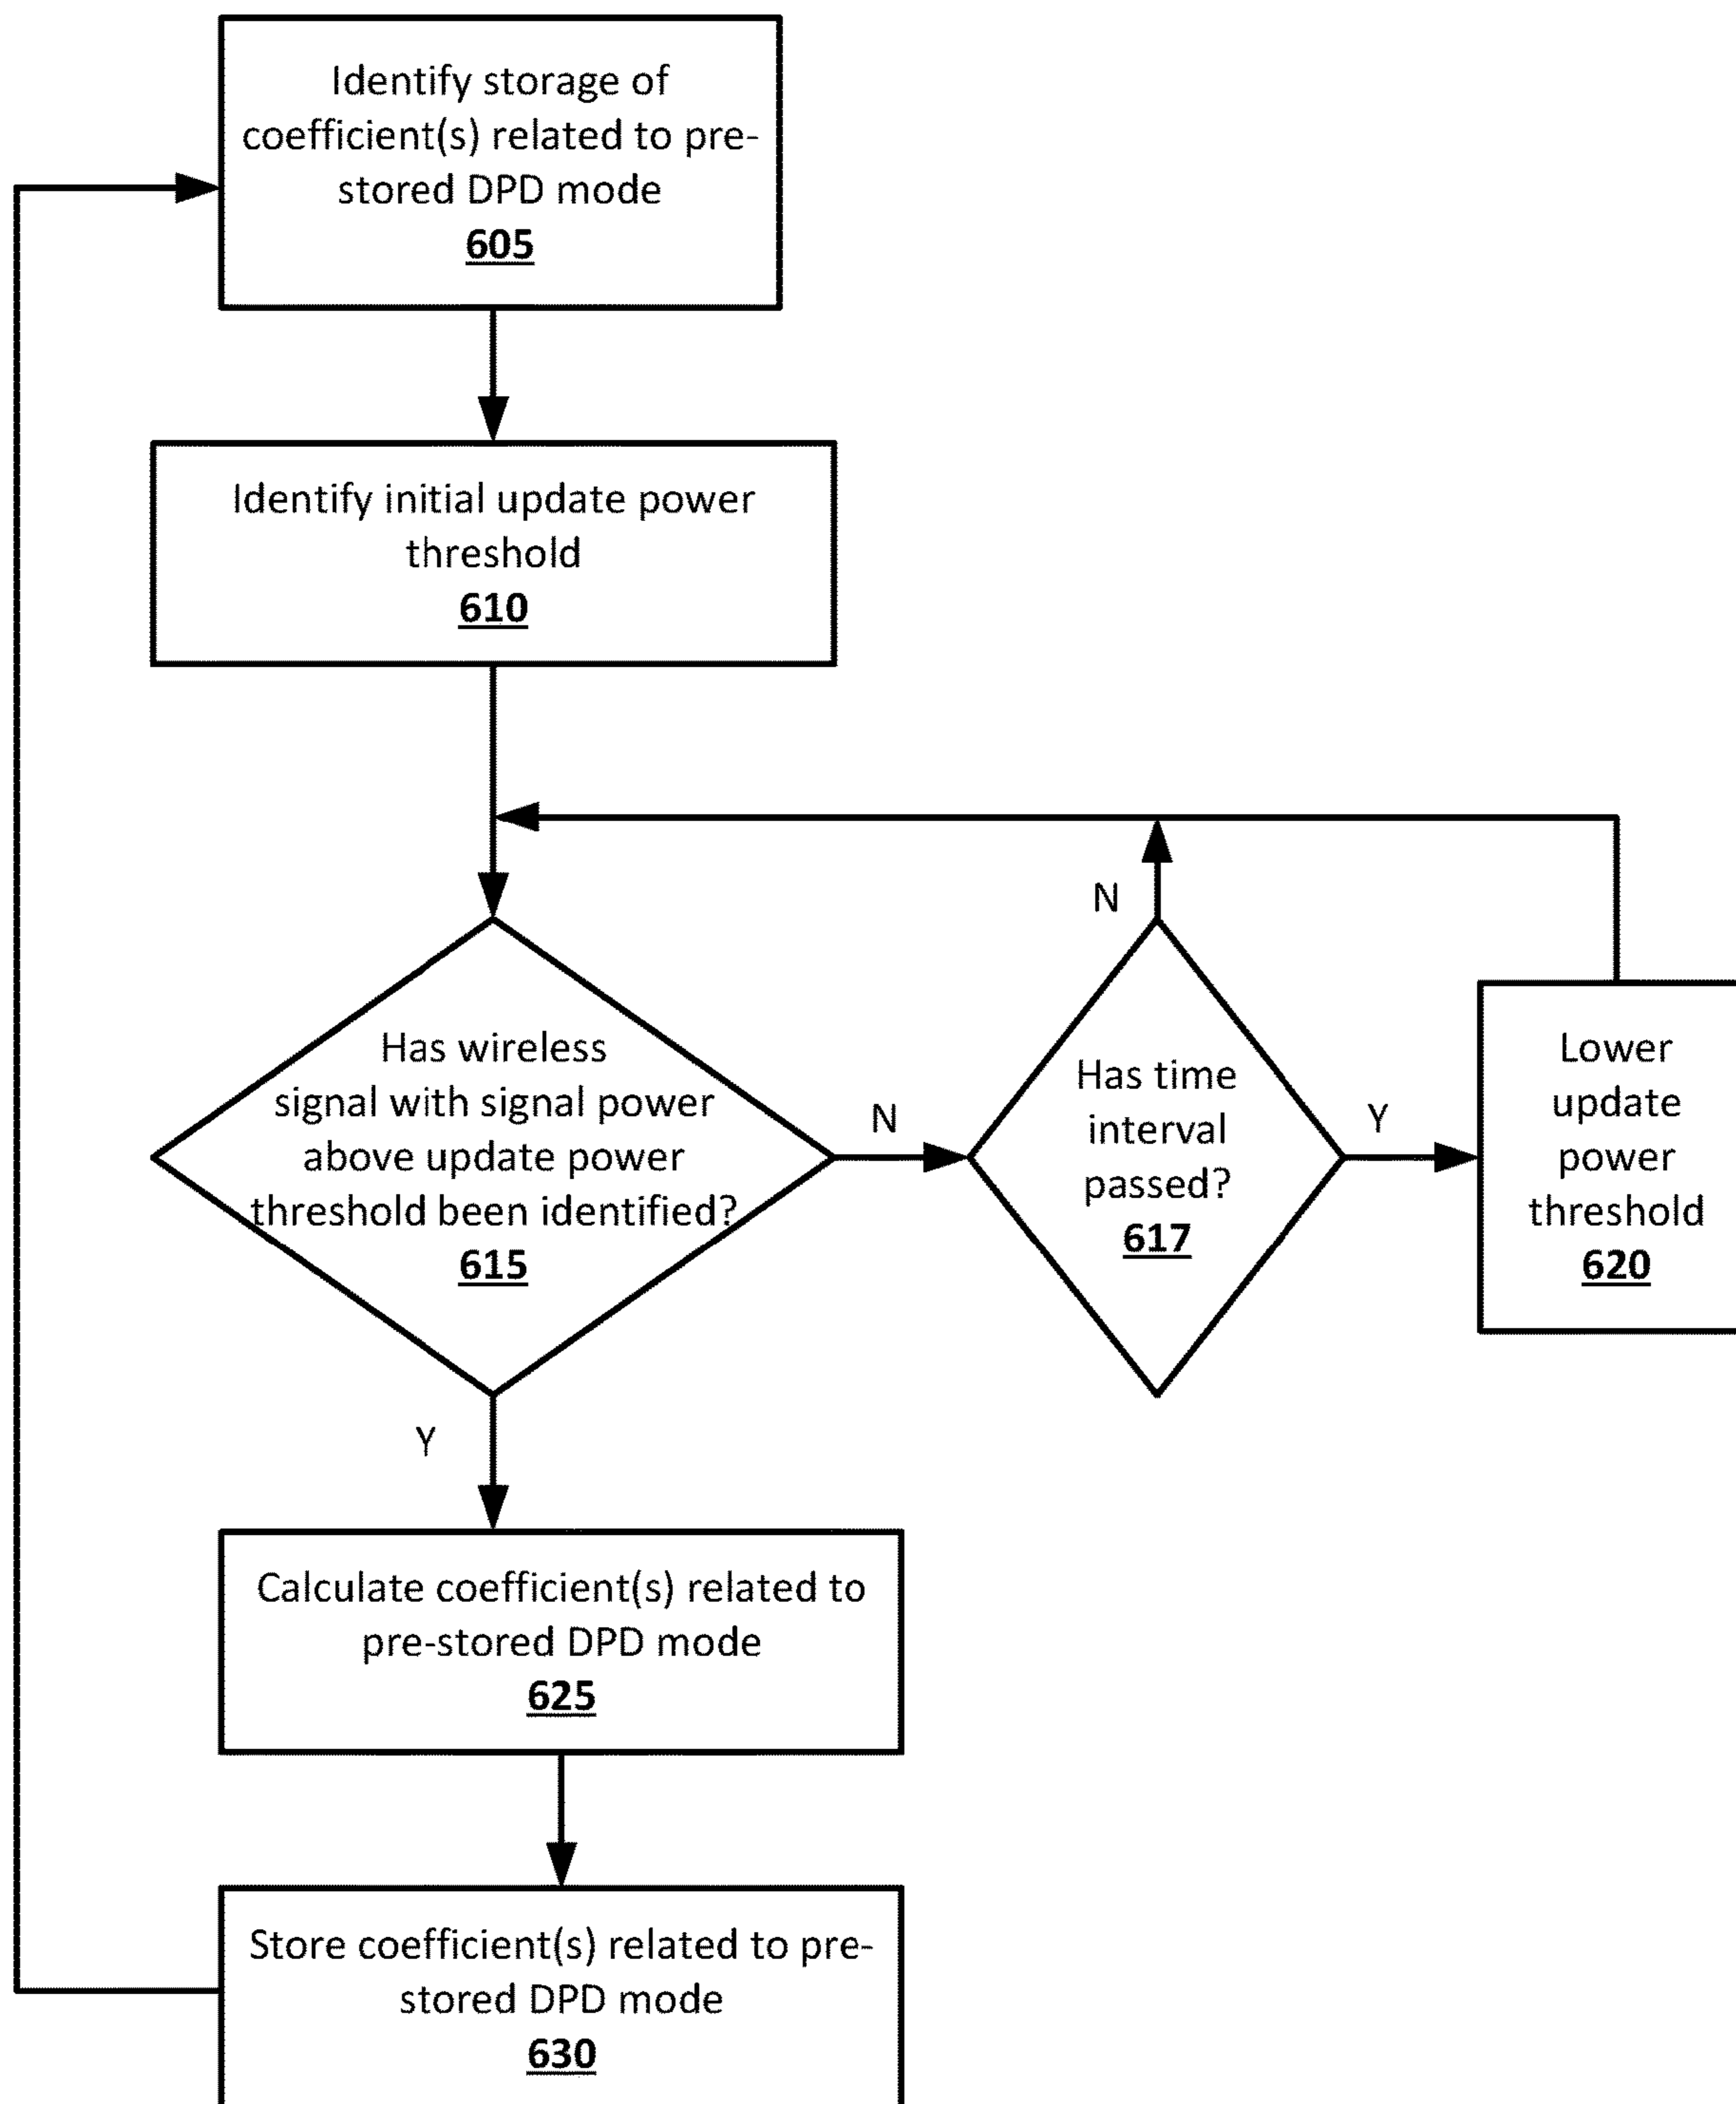 Identify storage of
coefficient(s) related to pre-
stored DPD mode
605
Identify initial update power
threshold
610
Has wireless
signal with signal power
above update power
threshold been identified?
615
N
Has time
interval
passed?
617
N
Y
Lower
update
power
threshold
620
Y
Calculate coefficient(s) related to
pre-stored DPD mode
625
Store coefficient(s) related to pre-
stored DPD mode
630